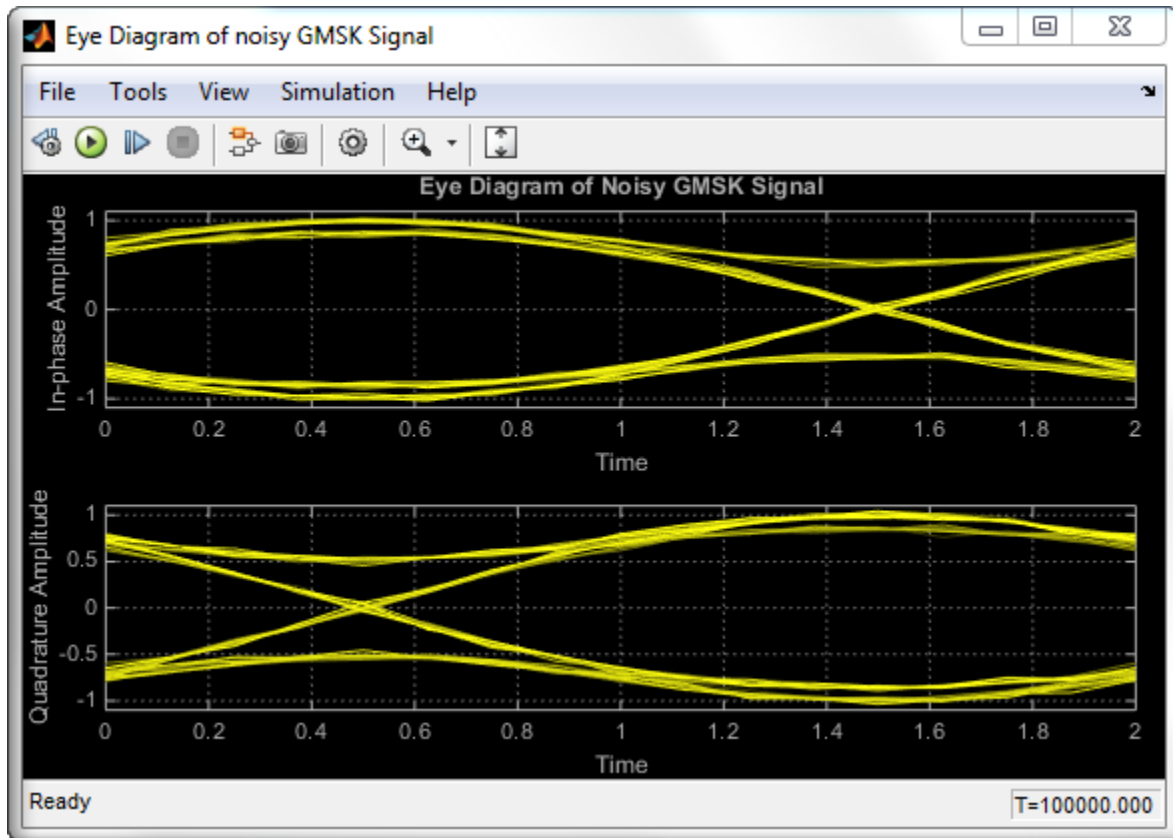 Eye Diagram of noisy GMSK Signal
File Tools View Simulation Help
Eye Diagram of Noisy GMSK Signal
In-phase Amplitude
1
0
-1
0 0.2 0.4 0.6 0.8 1 1.2 1.4 1.6 1.8 2
Time
Quadrature Amplitude
1
0.5
0
-0.5
-1
0 0.2 0.4 0.6 0.8 1 1.2 1.4 1.6 1.8 2
Time
Ready T=100000.000